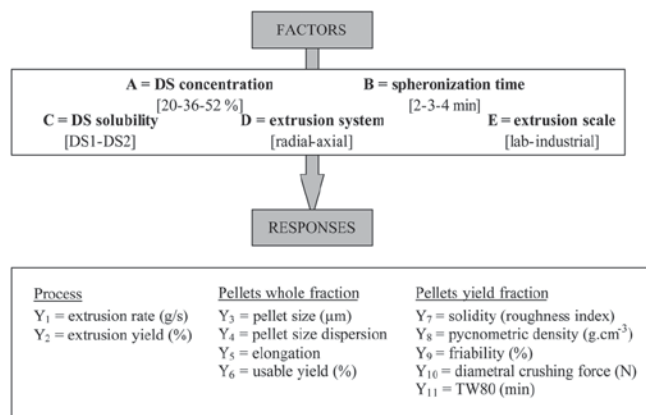 FACTORS
A = DS concentration
[20-36-52 %]
B = spheronization time
[2-3-4 min]
C = DS solubility
[DS1-DS2]
D = extrusion system
[radial-axial]
E = extrusion scale
[lab-industrial]
RESPONSES
Process
Y₁ = extrusion rate (g/s)
Y₂ = extrusion yield (%)
Pellets whole fraction
Y₃ = pellet size (µm)
Y₄ = pellet size dispersion
Y₅ = elongation
Y₆ = usable yield (%)
Pellets yield fraction
Y₇ = solidity (roughness index)
Y₈ = pycnometric density (g.cm⁻³)
Y₉ = friability (%)
Y₁₀ = diametral crushing force (N)
Y₁₁ = TW80 (min)